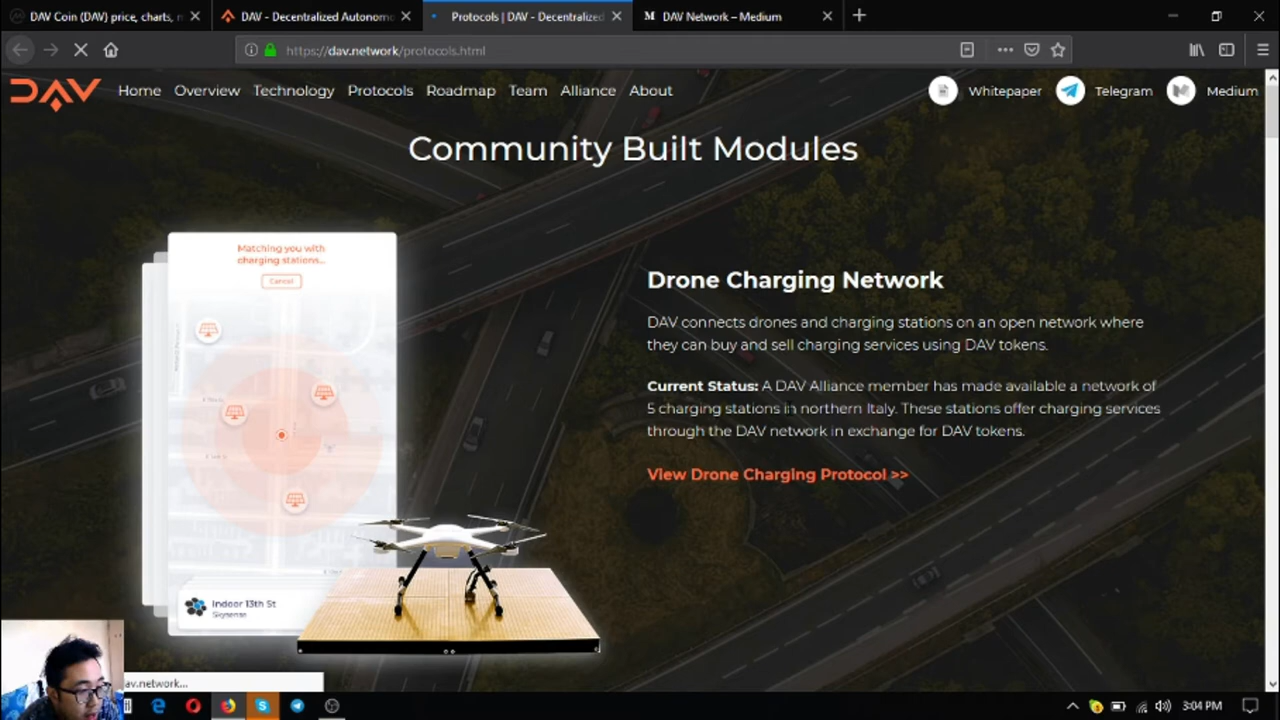 DAV Coin (DAV) price, charts, m
DAV - Decentralized Autonomo
Protocols | DAV - Decentralized
M DAV Network – Medium
https://dav.network/protocols.html
DAV
Home Overview Technology Protocols Roadmap Team Alliance About
Whitepaper Telegram Medium
Community Built Modules
Matching you with
charging stations...
Cancel
Drone Charging Network
DAV connects drones and charging stations on an open network where
they can buy and sell charging services using DAV tokens.
Current Status: A DAV Alliance member has made available a network of
5 charging stations in northern Italy. These stations offer charging services
through the DAV network in exchange for DAV tokens.
View Drone Charging Protocol >>
Indoor 13th St
Skysense
av.network...
3:04 PM